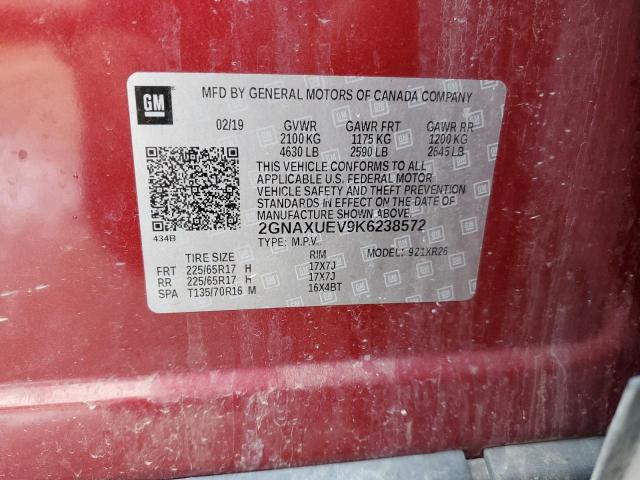 GM
MFD BY GENERAL MOTORS OF CANADA COMPANY
02/19 GVWR GAWR FRT GAWR RR
2100 KG 1175 KG 1200 KG
4630 LB 2590 LB 2645 LB
THIS VEHICLE CONFORMS TO ALL
APPLICABLE U.S. FEDERAL MOTOR
VEHICLE SAFETY AND THEFT PREVENTION
STANDARDS IN EFFECT ON THE DATE OF
MANUFACTURE SHOWN ABOVE.
2GNAXUEV9K6238572
434B
TYPE: M.P.V.
TIRE SIZE RIM MODEL: 9Z1XR26
FRT 225/65R17 H 17X7J
RR 225/65R17 H 17X7J
SPA T135/70R16 M 16X4BT